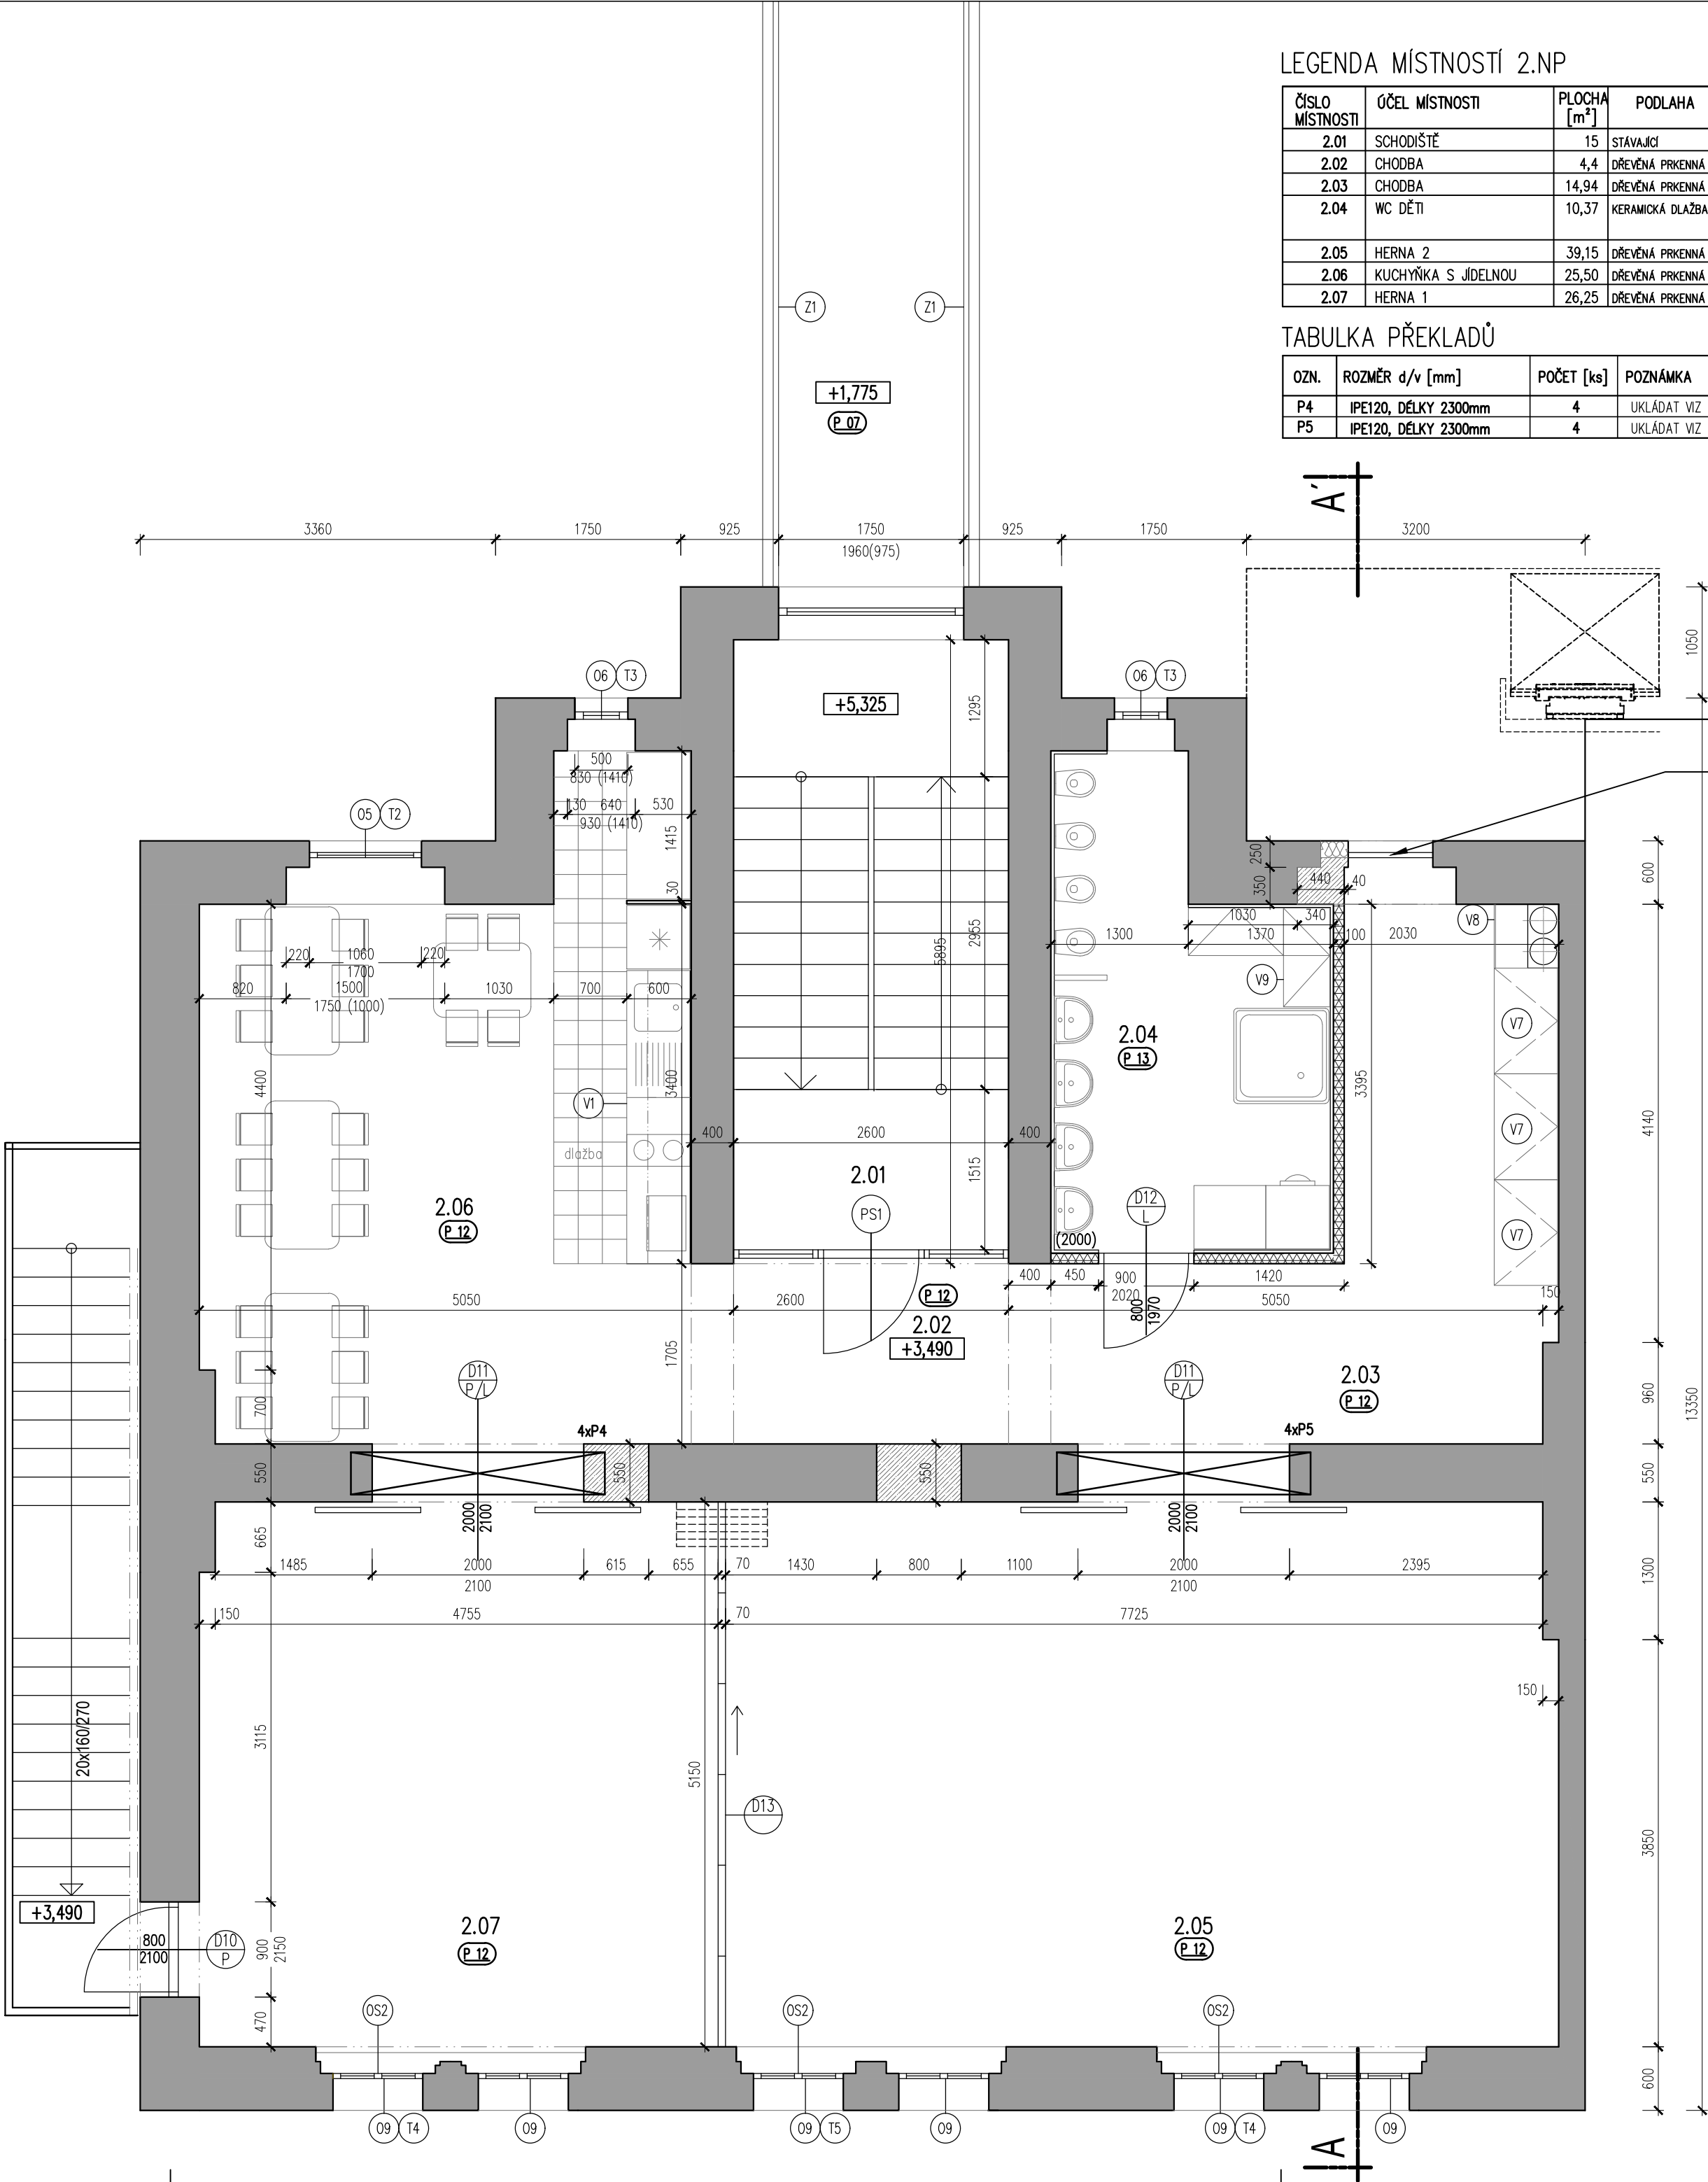 LEGENDA MÍSTNOSTÍ 2.NP
ČÍSLO MÍSTNOSTI ÚČEL MÍSTNOSTI PLOCHA [m²] PODLAHA
2.01 SCHODIŠTĚ 15 STÁVAJÍCÍ
2.02 CHODBA 4,4 DŘEVĚNÁ PRKENNÁ
2.03 CHODBA 14,94 DŘEVĚNÁ PRKENNÁ
2.04 WC DĚTI 10,37 KERAMICKÁ DLAŽBA
2.05 HERNA 2 39,15 DŘEVĚNÁ PRKENNÁ
2.06 KUCHYŇKA S JÍDELNOU 25,50 DŘEVĚNÁ PRKENNÁ
2.07 HERNA 1 26,25 DŘEVĚNÁ PRKENNÁ
TABULKA PŘEKLADŮ
OZN. ROZMĚR d/v [mm] POČET [ks] POZNÁMKA
P4 IPE120, DÉLKY 2300mm 4 UKLÁDAT VIZ
P5 IPE120, DÉLKY 2300mm 4 UKLÁDAT VIZ
Z1 Z1
+1,775
P 07
A'
3360 1750 925 1750 925 1750 3200
1960(975)
1050
O6 T3 O6 T3
+5,325
1295
500
830 (1410)
130 640 530
930 (1410)
1415
30
O5 T2
250
350
440 40
600
1030 340
1300 1370 100 2030
V8
V9
220 1060 220
1700
820 1500 1030 700 600
1750 (1000)
2955
5895
V7
2.04
P 13
4400
3400
V1
3395
4140
V7
dlažba
400 2600 400
2.01
1515
PS1
D12
L
2.06
P 12
V7
(2000)
400 450 900 1420
2020
800
1970
5050 2600 5050 150
P 12
2.02
+3,490
1705
2.03
P 12
960
13350
D11
P/L
D11
P/L
700
4xP4 4xP5
550 550 550 550
2000
2100
2000
2100
665
1485 2000 615 655 70 1430 800 1100 2000 2395
2100 2100
1300
150 4755 70 7725
150
20x160/270
3115
5150
D13
3850
+3,490
800
2100
D10
P
900
2150
2.07
P 12
2.05
P 12
470
OS2 OS2 OS2
600
O9 T4 O9 O9 T5 O9 O9 T4 O9
A